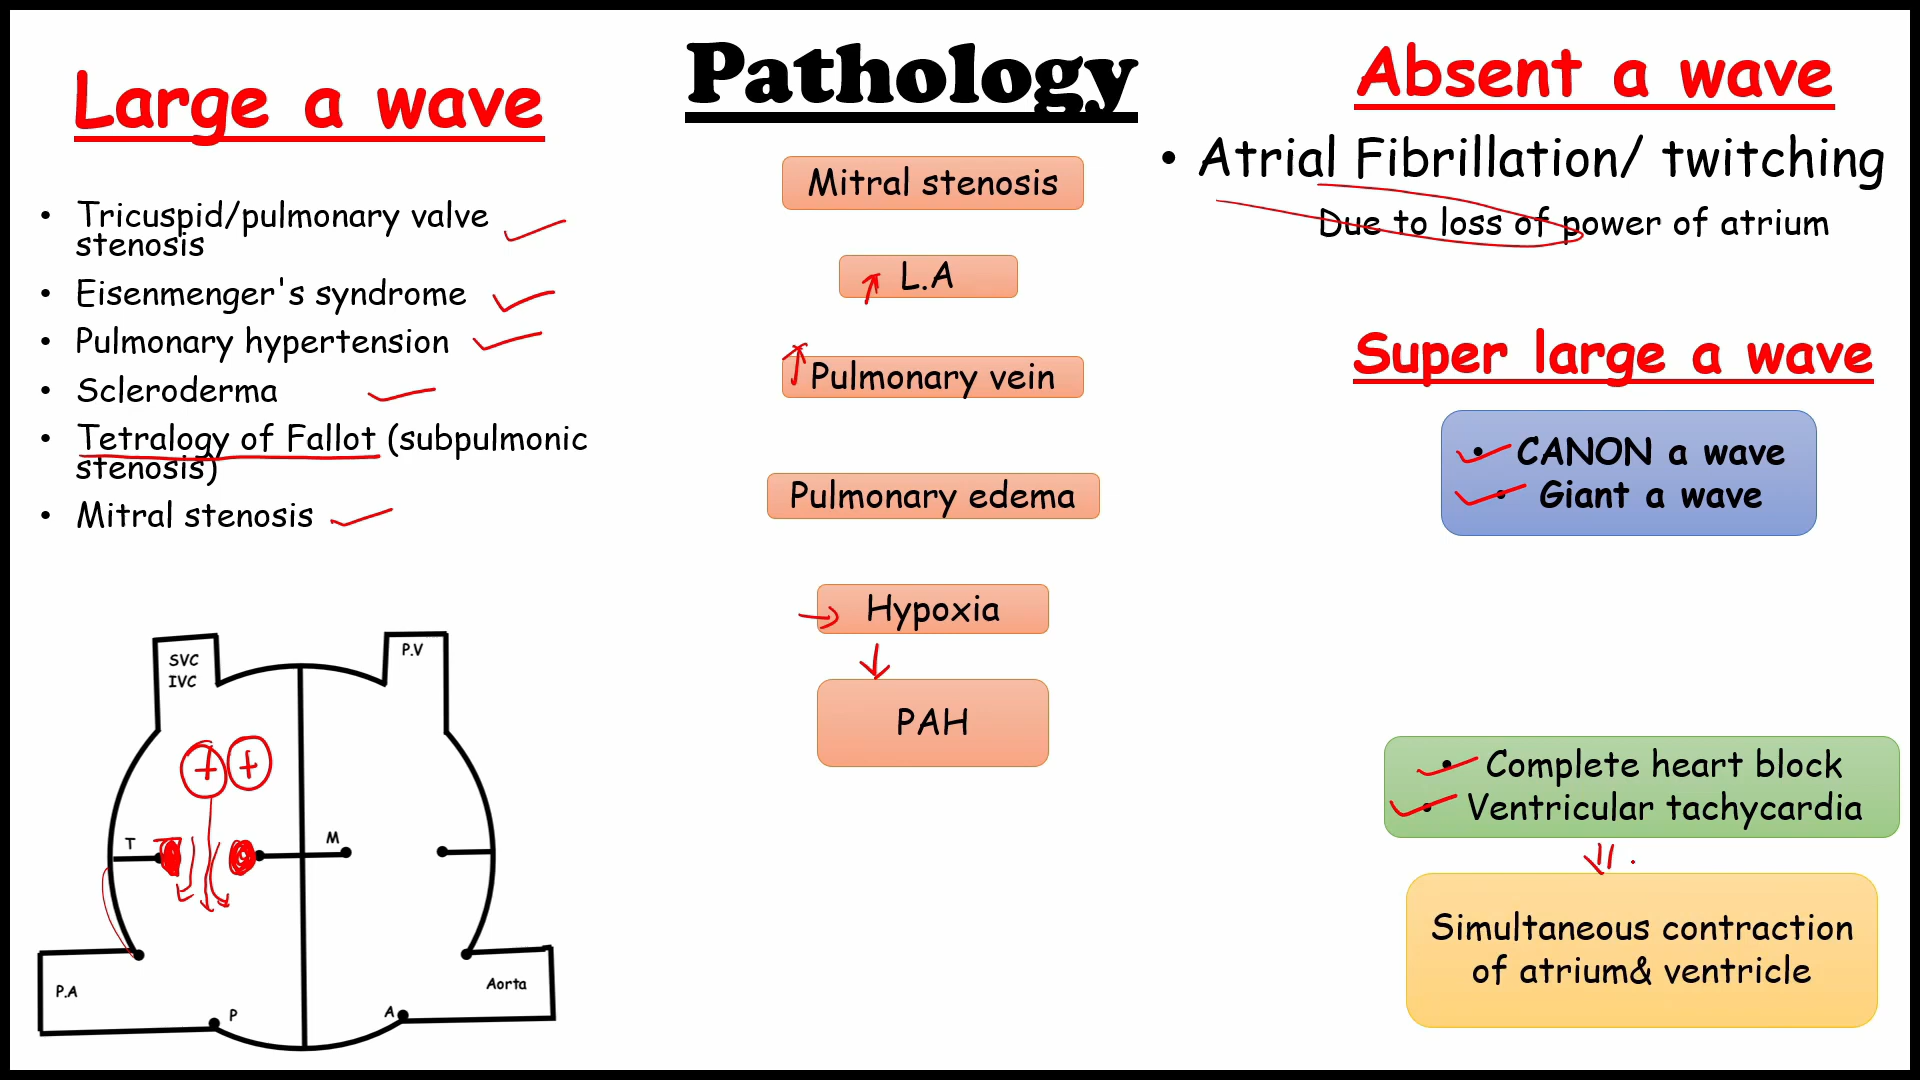 Pathology
Large a wave
• Tricuspid/pulmonary valve
stenosis
• Eisenmenger's syndrome
• Pulmonary hypertension
• Scleroderma
• Tetralogy of Fallot (subpulmonic
stenosis)
• Mitral stenosis
SVC
IVC
P.V
T
M
P.A
P
A
Aorta
Mitral stenosis
L.A
Pulmonary vein
Pulmonary edema
Hypoxia
PAH
Absent a wave
• Atrial Fibrillation/ twitching
Due to loss of power of atrium
Super large a wave
• CANON a wave
• Giant a wave
• Complete heart block
• Ventricular tachycardia
Simultaneous contraction
of atrium& ventricle